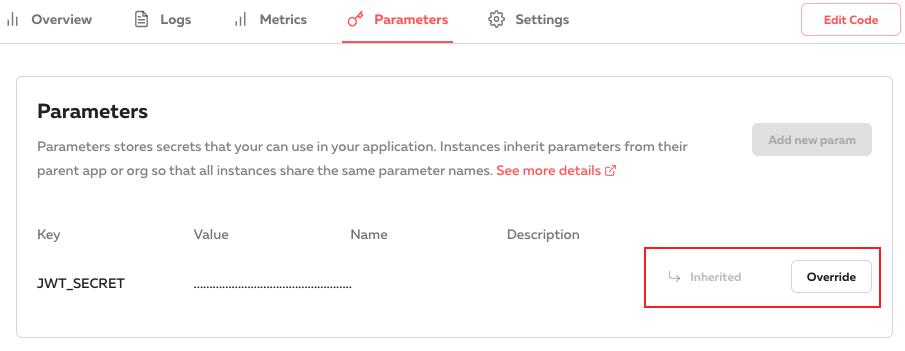 Overview Logs Metrics Parameters Settings Edit Code
Parameters
Parameters stores secrets that your can use in your application. Instances inherit parameters from their
parent app or org so that all instances share the same parameter names. See more details
Add new param
Key Value Name Description
JWT_SECRET ................................................. Inherited Override